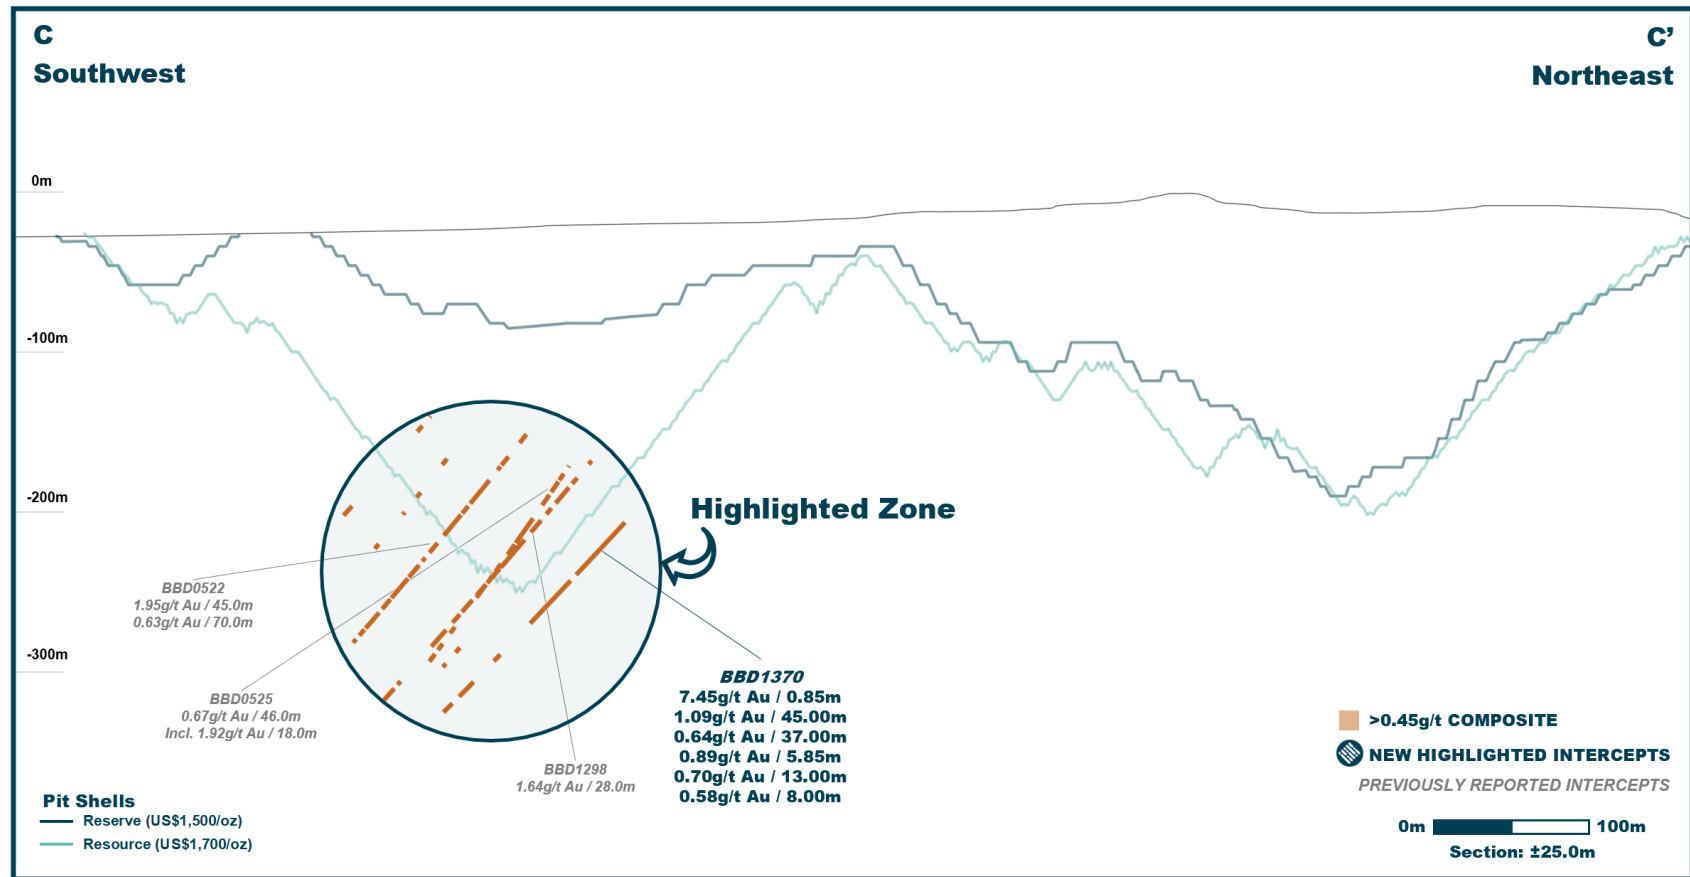 C
Southwest
C’
Northeast
0m
-100m
-200m
-300m
Highlighted Zone
BBD0522
1.95g/t Au / 45.0m
0.63g/t Au / 70.0m
BBD0525
0.67g/t Au / 46.0m
Incl. 1.92g/t Au / 18.0m
BBD1298
1.64g/t Au / 28.0m
BBD1370
7.45g/t Au / 0.85m
1.09g/t Au / 45.00m
0.64g/t Au / 37.00m
0.89g/t Au / 5.85m
0.70g/t Au / 13.00m
0.58g/t Au / 8.00m
>0.45g/t COMPOSITE
NEW HIGHLIGHTED INTERCEPTS
PREVIOUSLY REPORTED INTERCEPTS
Pit Shells
Reserve (US$1,500/oz)
Resource (US$1,700/oz)
0m 100m
Section: ±25.0m